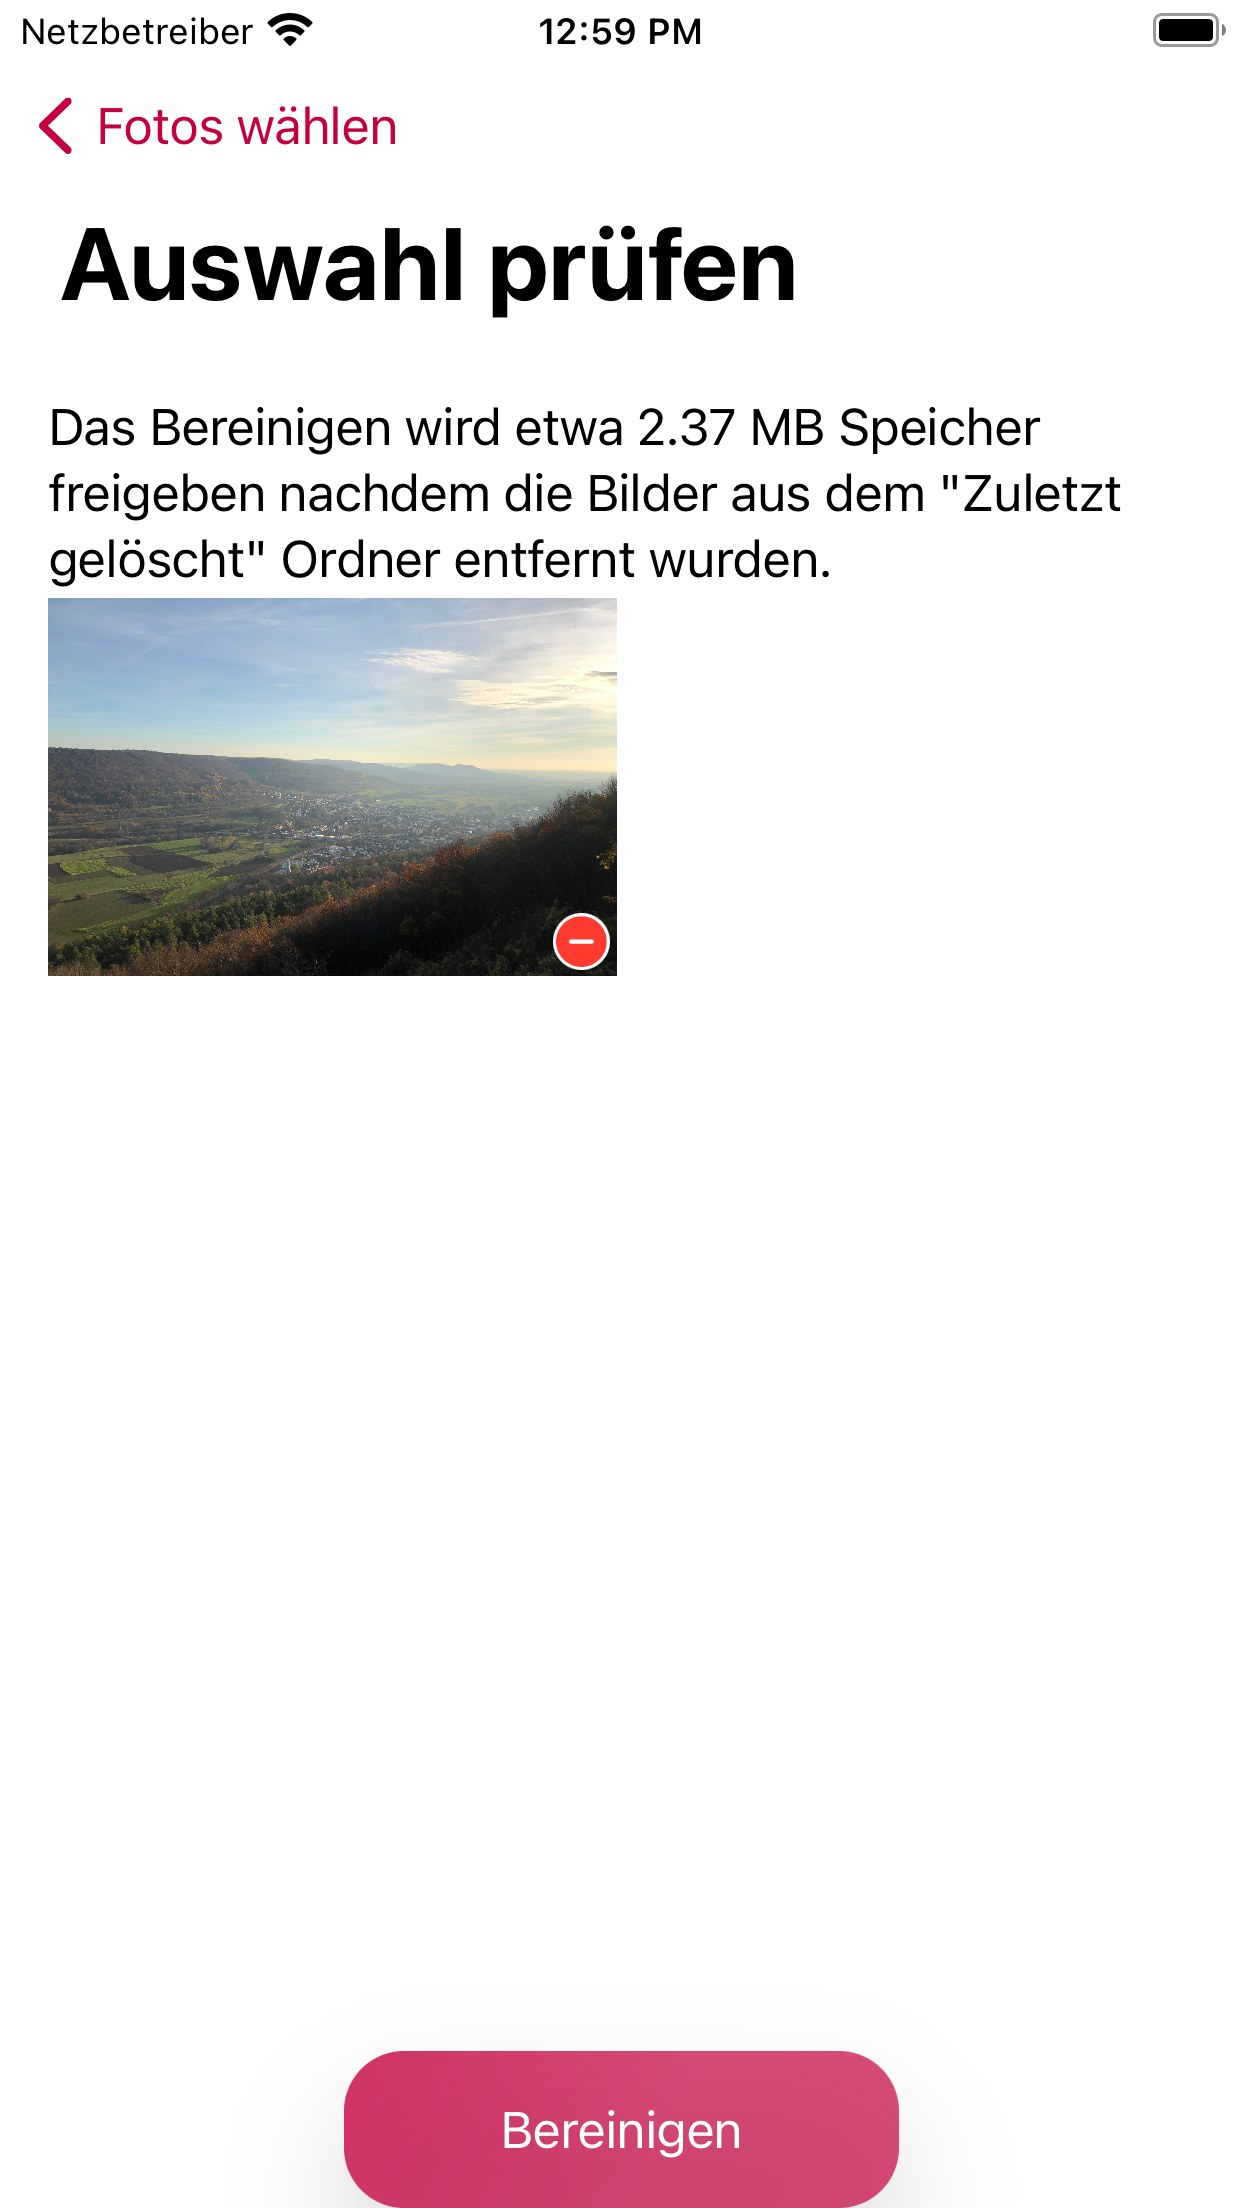 Netzbetreiber 12:59 PM
Fotos wählen
Auswahl prüfen
Das Bereinigen wird etwa 2.37 MB Speicher
freigeben nachdem die Bilder aus dem "Zuletzt
gelöscht" Ordner entfernt wurden.
Bereinigen